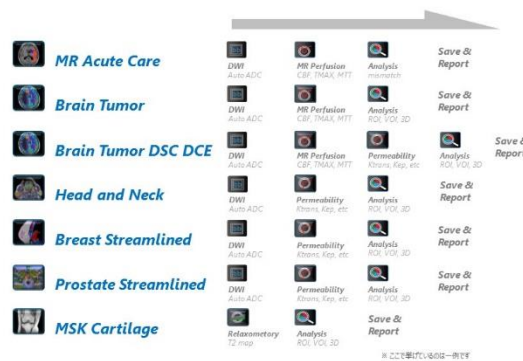 MR Acute Care
DWI
Auto ADC
MR Perfusion
CBF, TMAX, MTT
Analysis
mismatch
Save &
Report
Brain Tumor
DWI
Auto ADC
MR Perfusion
CBF, TMAX, MTT
Analysis
ROI, VOI, 3D
Save &
Report
Brain Tumor DSC DCE
DWI
Auto ADC
MR Perfusion
CBF, TMAX, MTT
Permeability
Ktrans, Kep, etc
Analysis
ROI, VOI, 3D
Save &
Report
Head and Neck
DWI
Auto ADC
Permeability
Ktrans, Kep, etc
Analysis
ROI, VOI, 3D
Save &
Report
Breast Streamlined
DWI
Auto ADC
Permeability
Ktrans, Kep, etc
Analysis
ROI, VOI, 3D
Save &
Report
Prostate Streamlined
DWI
Auto ADC
Permeability
Ktrans, Kep, etc
Analysis
ROI, VOI, 3D
Save &
Report
MSK Cartilage
Relaxometory
T2 map
Analysis
ROI, VOI, 3D
Save &
Report
※ ここで挙げているのは一例です